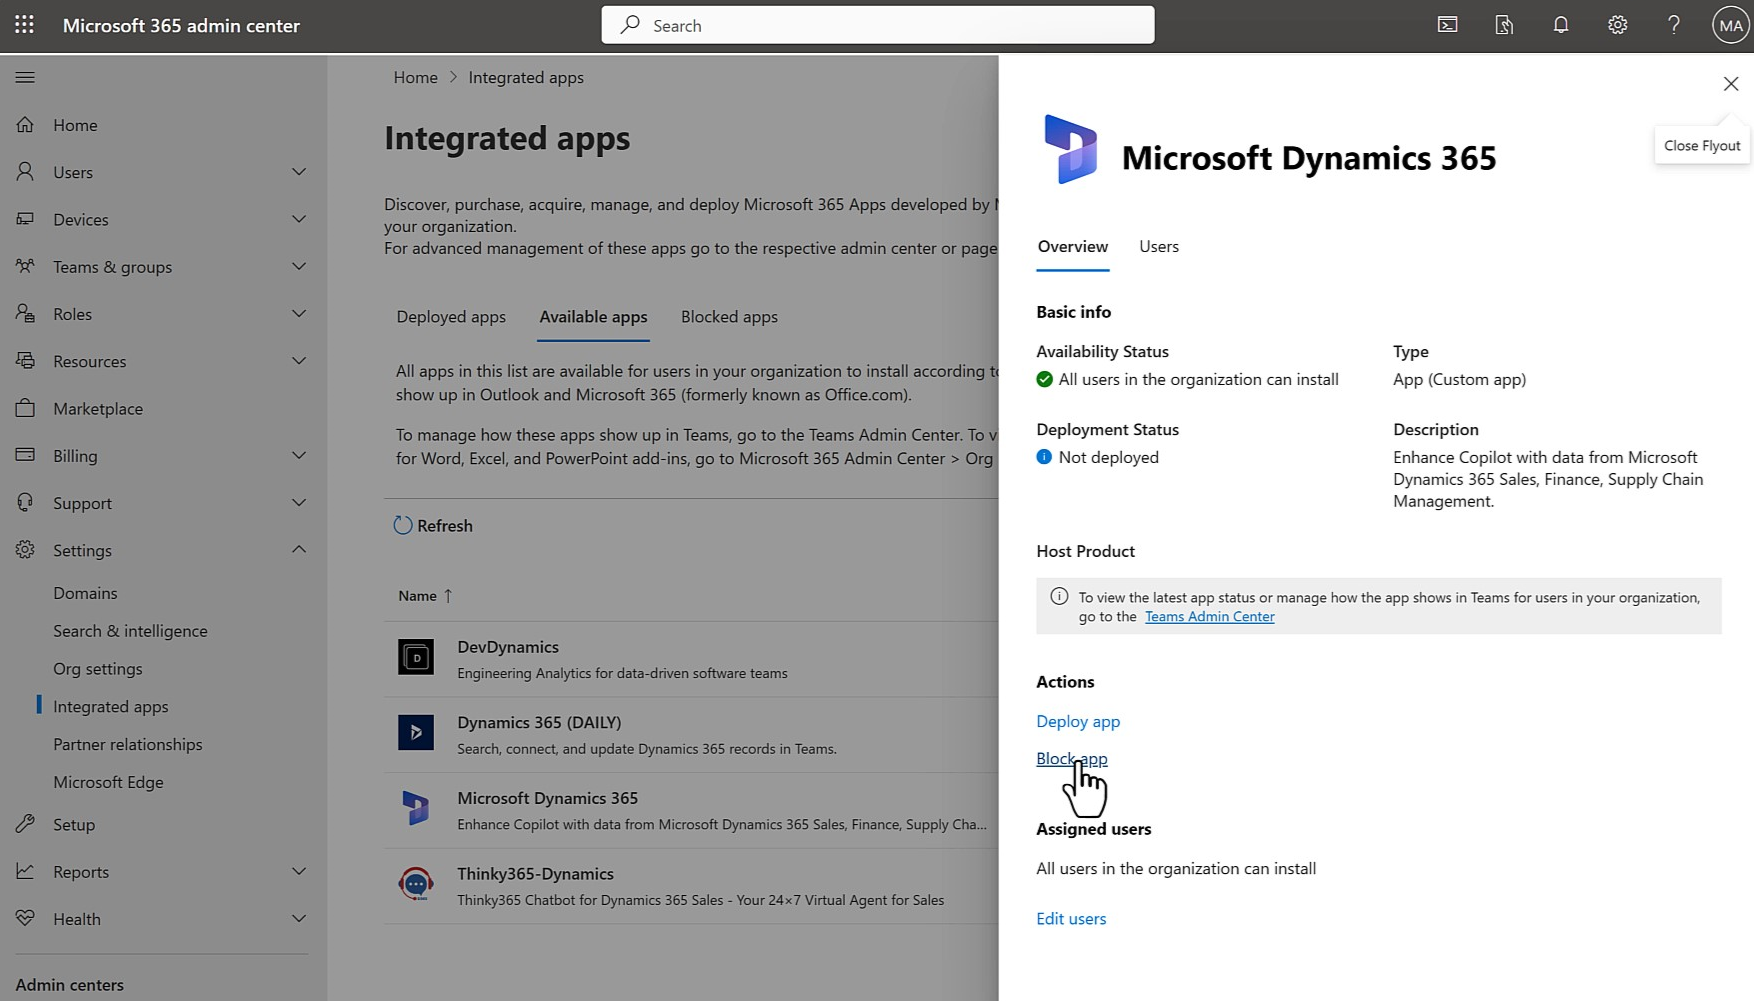 Microsoft 365 admin center
Search
MA
Home
Users
Devices
Teams & groups
Roles
Resources
Marketplace
Billing
Support
Settings
Domains
Search & intelligence
Org settings
Integrated apps
Partner relationships
Microsoft Edge
Setup
Reports
Health
Admin centers
Home > Integrated apps
Integrated apps
Discover, purchase, acquire, manage, and deploy Microsoft 365 Apps developed by
your organization.
For advanced management of these apps go to the respective admin center or page
Deployed apps
Available apps
Blocked apps
All apps in this list are available for users in your organization to install according
show up in Outlook and Microsoft 365 (formerly known as Office.com).
To manage how these apps show up in Teams, go to the Teams Admin Center. To
for Word, Excel, and PowerPoint add-ins, go to Microsoft 365 Admin Center > Org
Refresh
Name ↑
D
DevDynamics
Engineering Analytics for data-driven software teams
Dynamics 365 (DAILY)
Search, connect, and update Dynamics 365 records in Teams.
Microsoft Dynamics 365
Enhance Copilot with data from Microsoft Dynamics 365 Sales, Finance, Supply Cha...
Thinky365-Dynamics
Thinky365 Chatbot for Dynamics 365 Sales - Your 24×7 Virtual Agent for Sales
Close Flyout
Microsoft Dynamics 365
Overview
Users
Basic info
Availability Status
All users in the organization can install
Type
App (Custom app)
Deployment Status
Not deployed
Description
Enhance Copilot with data from Microsoft
Dynamics 365 Sales, Finance, Supply Chain
Management.
Host Product
To view the latest app status or manage how the app shows in Teams for users in your organization,
go to the Teams Admin Center
Actions
Deploy app
Block app
Assigned users
All users in the organization can install
Edit users